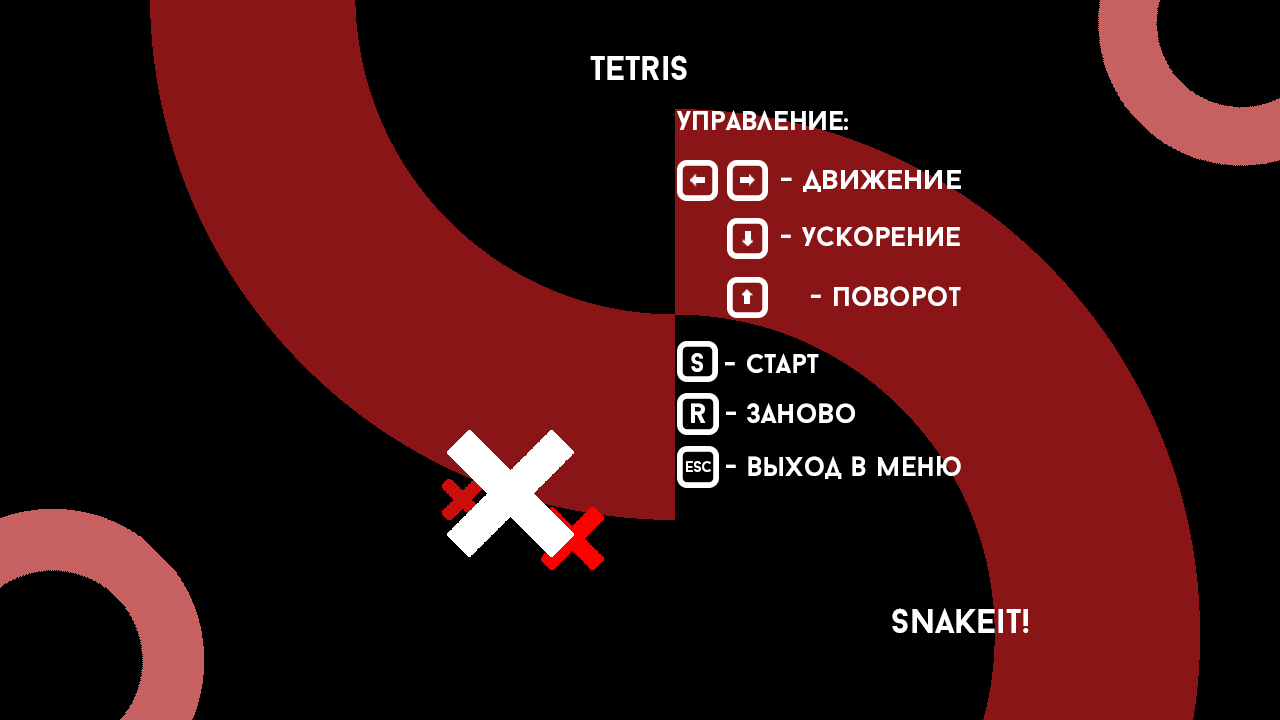 TETRIS
УПРАВЛЕНИЕ:
← → - ДВИЖЕНИЕ
↓ - УСКОРЕНИЕ
↑ - ПОВОРОТ
S - СТАРТ
R - ЗАНОВО
ESC - ВЫХОД В МЕНЮ
SNAKEIT!